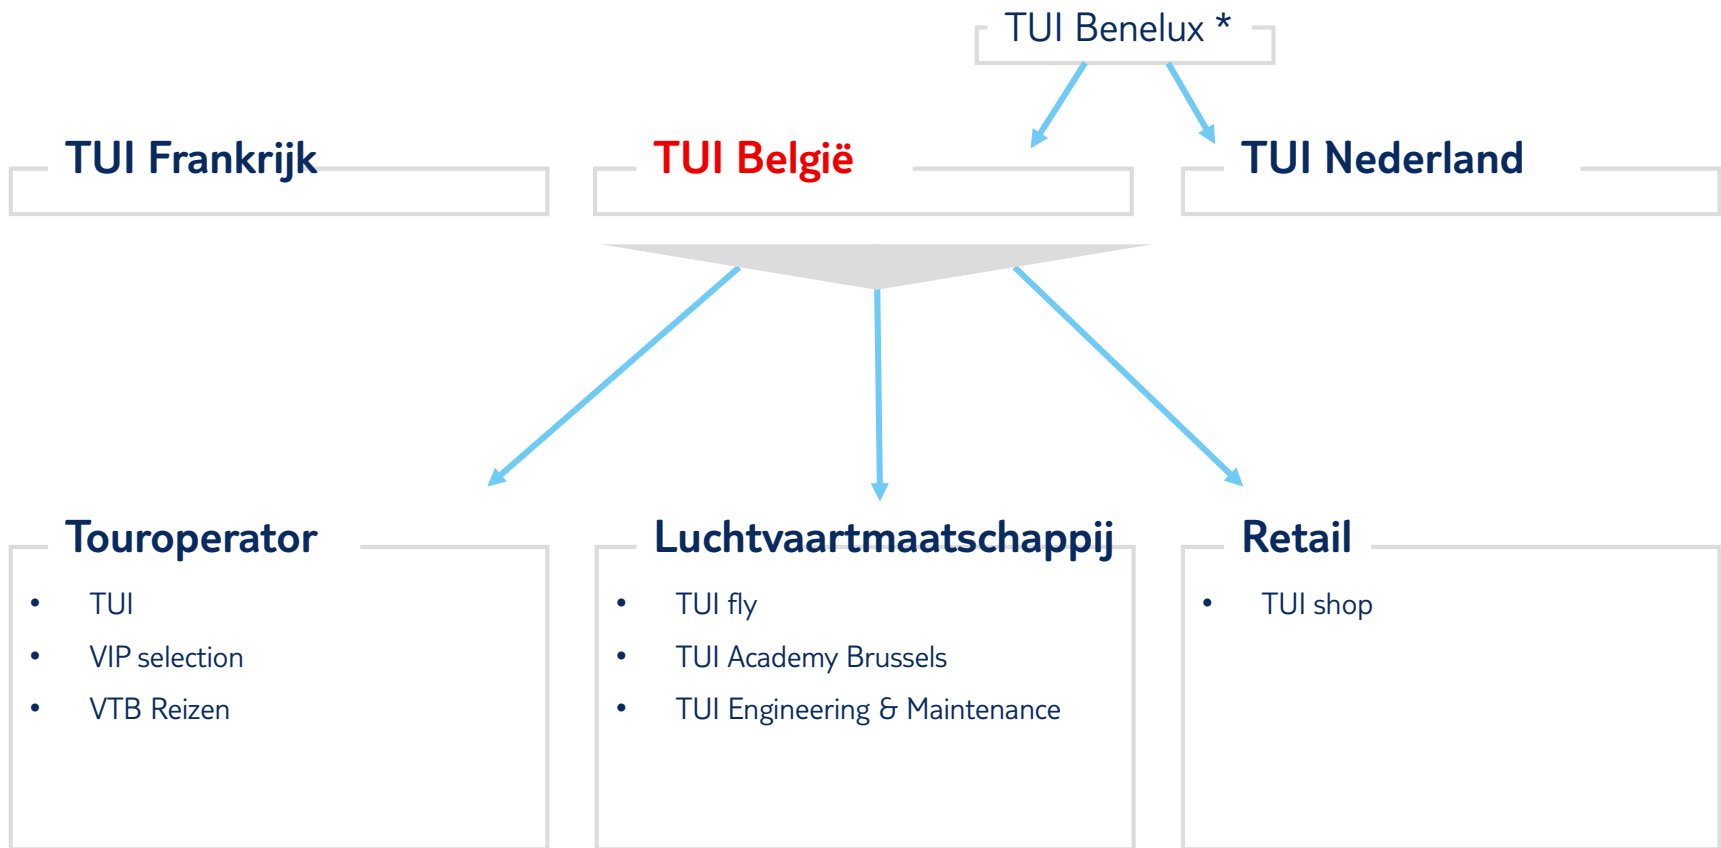 TUI Benelux *
TUI Frankrijk
TUI België
TUI Nederland
Touroperator
• TUI
• VIP selection
• VTB Reizen
Luchtvaartmaatschappij
• TUI fly
• TUI Academy Brussels
• TUI Engineering & Maintenance
Retail
• TUI shop